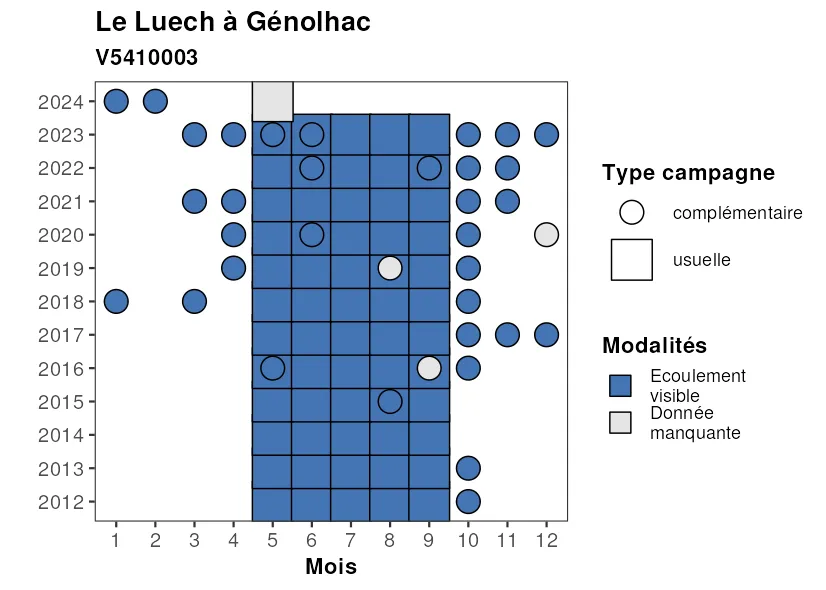 Le Luech à Génolhac
V5410003
2024
2023
2022
2021
2020
2019
2018
2017
2016
2015
2014
2013
2012
1 2 3 4 5 6 7 8 9 10 11 12
Mois
Type campagne
complémentaire
usuelle
Modalités
Ecoulement
visible
Donnée
manquante